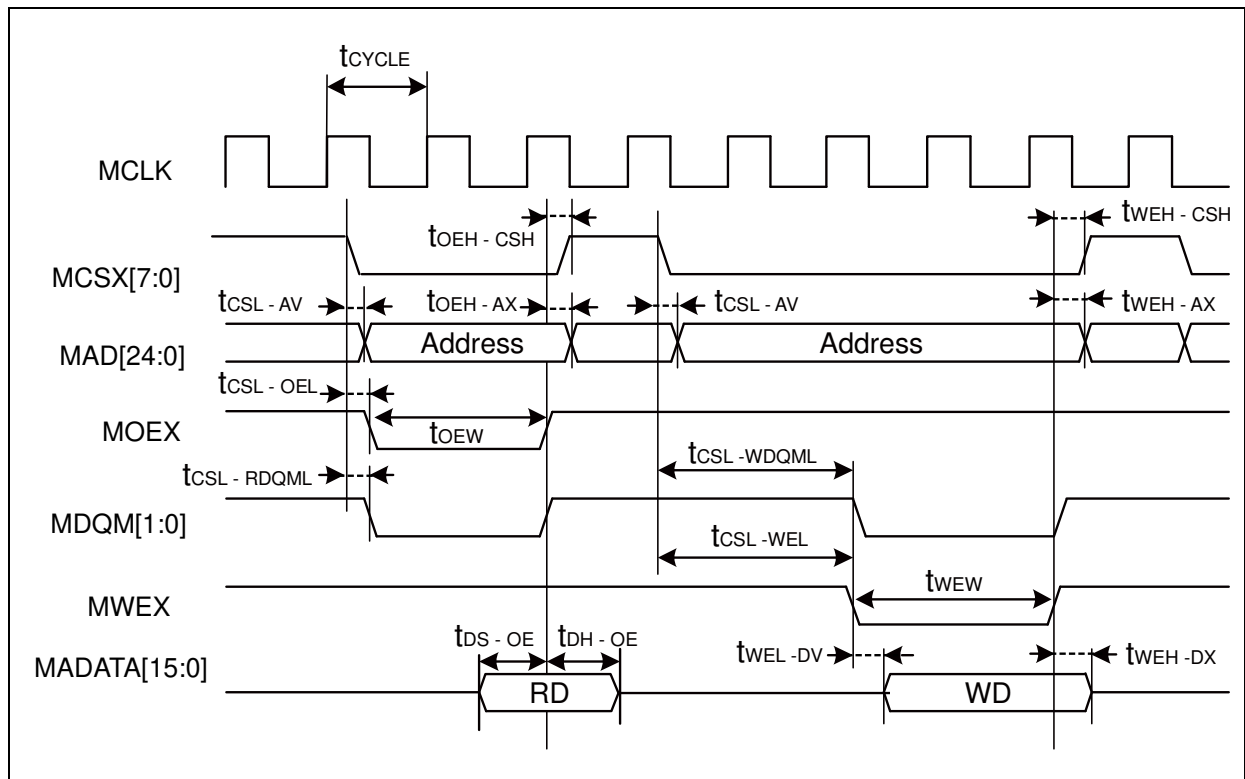 tCYCLE
MCLK
tOEH - CSH
tWEH - CSH
MCSX[7:0]
tCSL - AV
tOEH - AX
tCSL - AV
tWEH - AX
MAD[24:0]
Address
Address
tCSL - OEL
MOEX
tOEW
tCSL - RDQML
tCSL -WDQML
MDQM[1:0]
tCSL -WEL
MWEX
tWEW
tDS - OE
tDH - OE
tWEL -DV
tWEH -DX
MADATA[15:0]
RD
WD